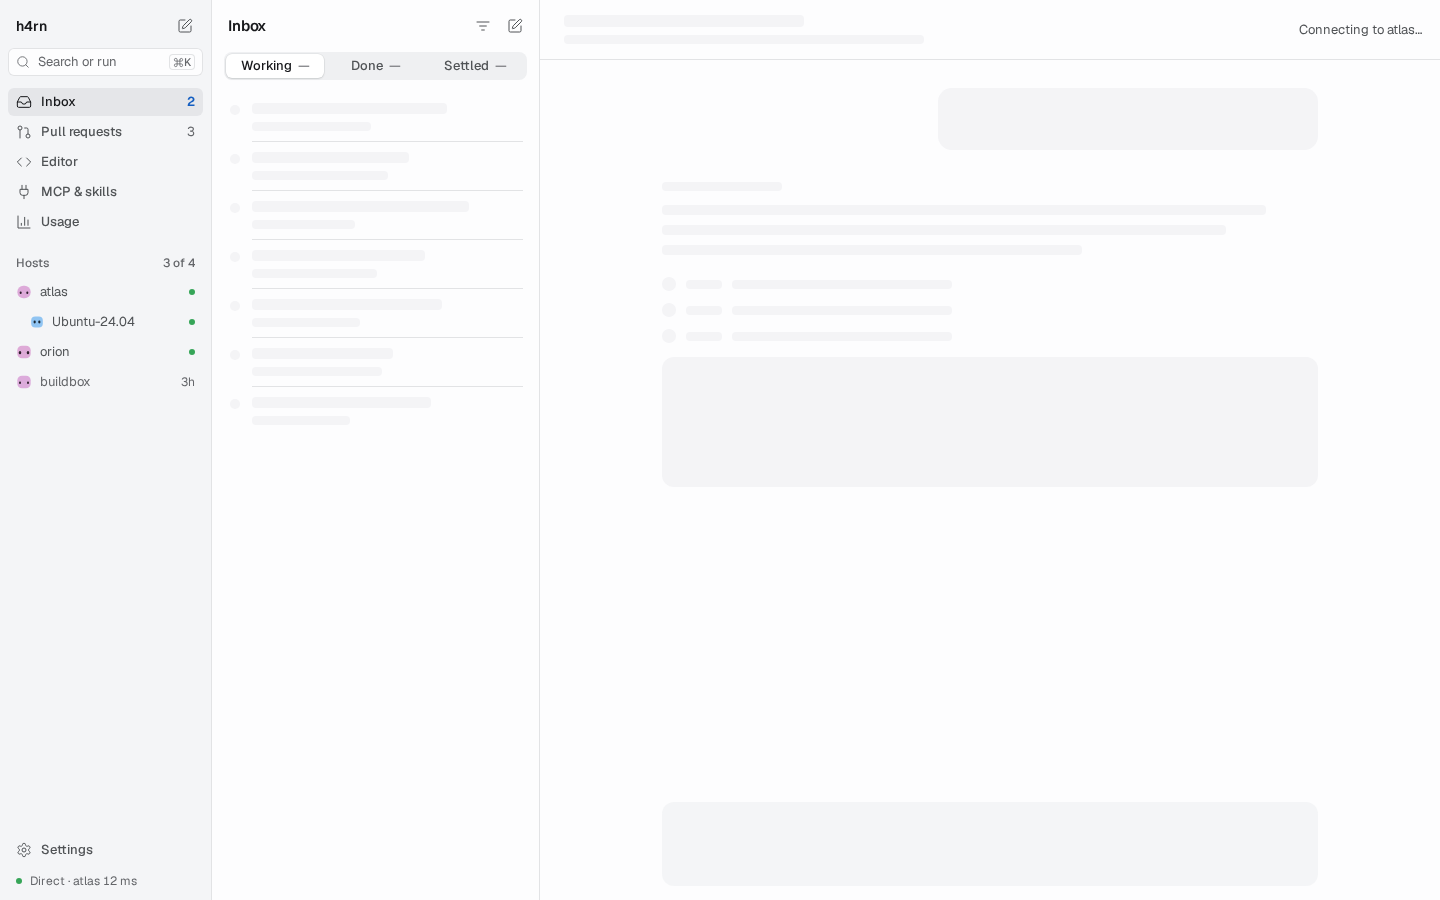 h4rn
Search or run ⌘K
Inbox 2
Pull requests 3
Editor
MCP & skills
Usage
Hosts 3 of 4
atlas
Ubuntu-24.04
orion
buildbox 3h
Settings
Direct · atlas 12 ms
Inbox
Working — Done — Settled —
Connecting to atlas...